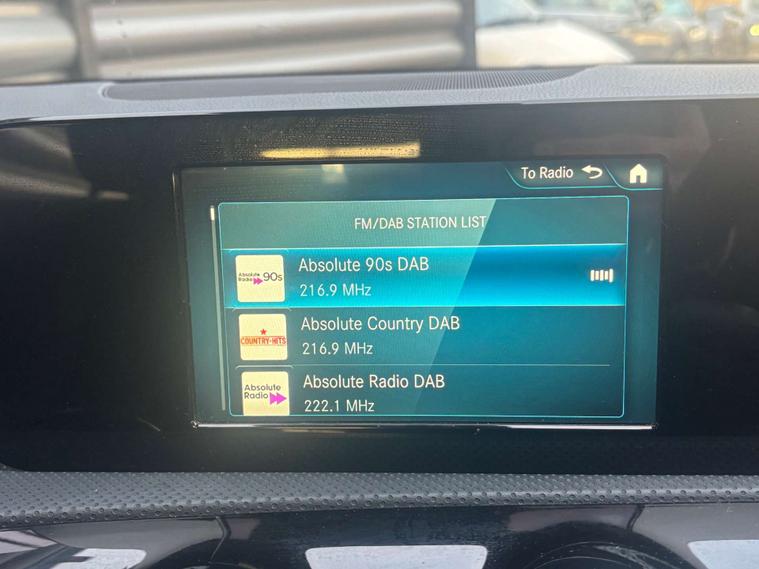 To Radio
FM/DAB STATION LIST
Absolute Radio 90s
Absolute 90s DAB
216.9 MHz
COUNTRY-HITS
Absolute Country DAB
216.9 MHz
Absolute
Radio
Absolute Radio DAB
222.1 MHz